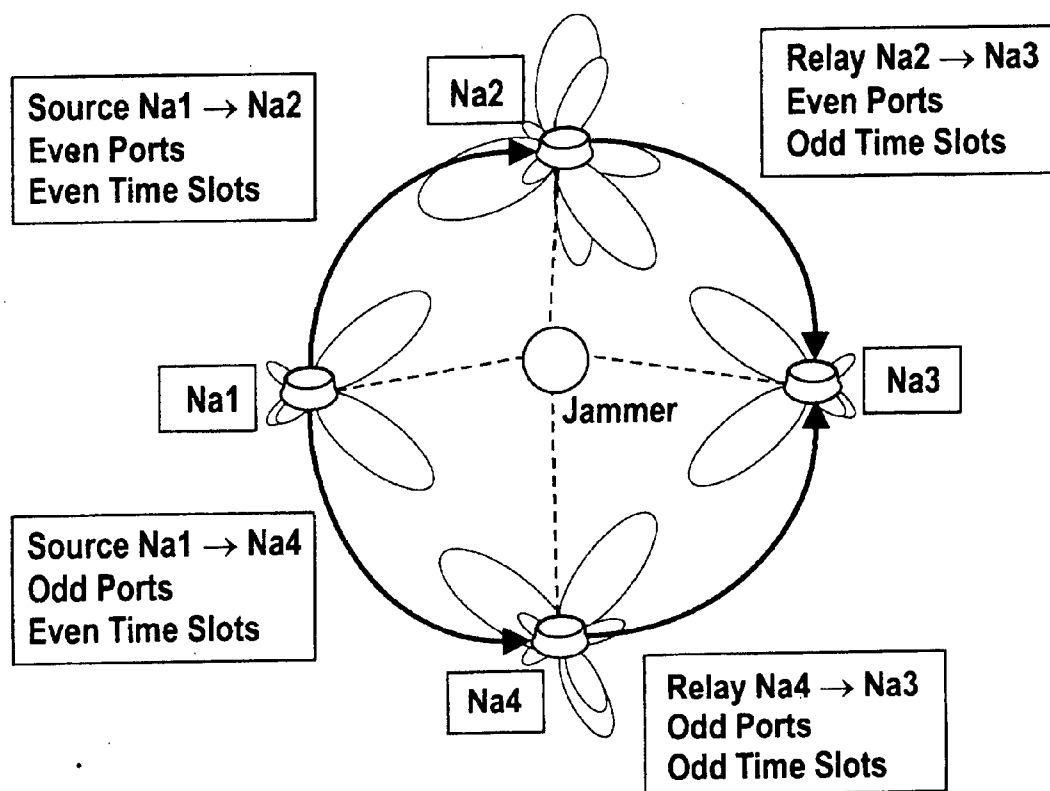 Na2
Relay Na2 → Na3
Even Ports
Odd Time Slots
Source Na1 → Na2
Even Ports
Even Time Slots
Na1
Jammer
Na3
Source Na1 → Na4
Odd Ports
Even Time Slots
Na4
Relay Na4 → Na3
Odd Ports
Odd Time Slots